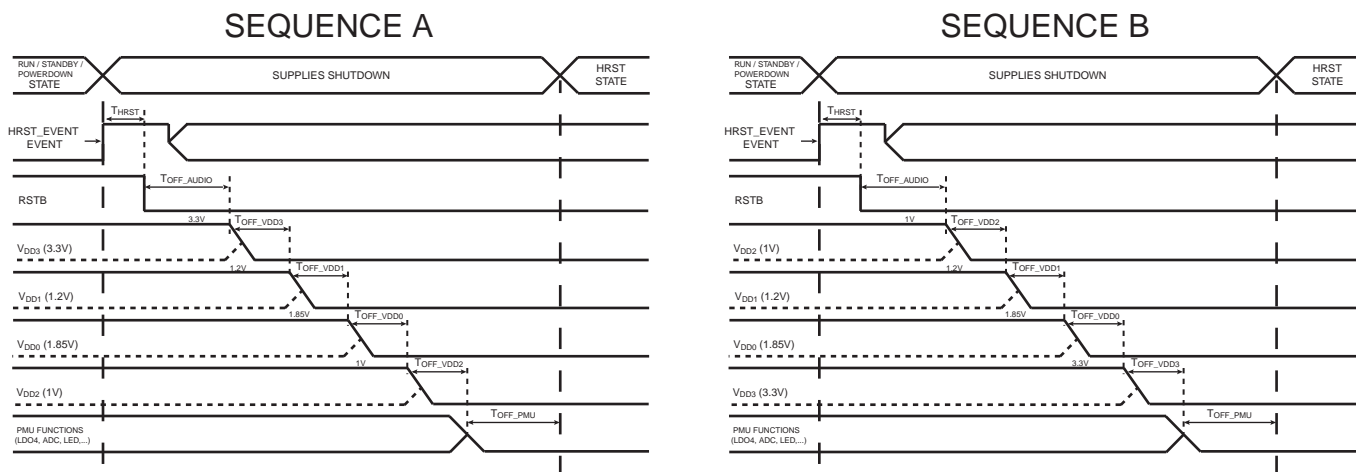 SEQUENCE A
RUN / STANDBY /
POWERDOWN
STATE
SUPPLIES SHUTDOWN
HRST
STATE
THRST
HRST_EVENT
EVENT
TOFF_AUDIO
RSTB
3.3V
TOFF_VDD3
VDD3 (3.3V)
1.2V
TOFF_VDD1
VDD1 (1.2V)
1.85V
TOFF_VDD0
VDD0 (1.85V)
1V
TOFF_VDD2
VDD2 (1V)
TOFF_PMU
PMU FUNCTIONS
(LDO4, ADC, LED,...)
SEQUENCE B
RUN / STANDBY /
POWERDOWN
STATE
SUPPLIES SHUTDOWN
HRST
STATE
THRST
HRST_EVENT
EVENT
TOFF_AUDIO
RSTB
1V
TOFF_VDD2
VDD2 (1V)
1.2V
TOFF_VDD1
VDD1 (1.2V)
1.85V
TOFF_VDD0
VDD0 (1.85V)
3.3V
TOFF_VDD3
VDD3 (3.3V)
TOFF_PMU
PMU FUNCTIONS
(LDO4, ADC, LED,...)